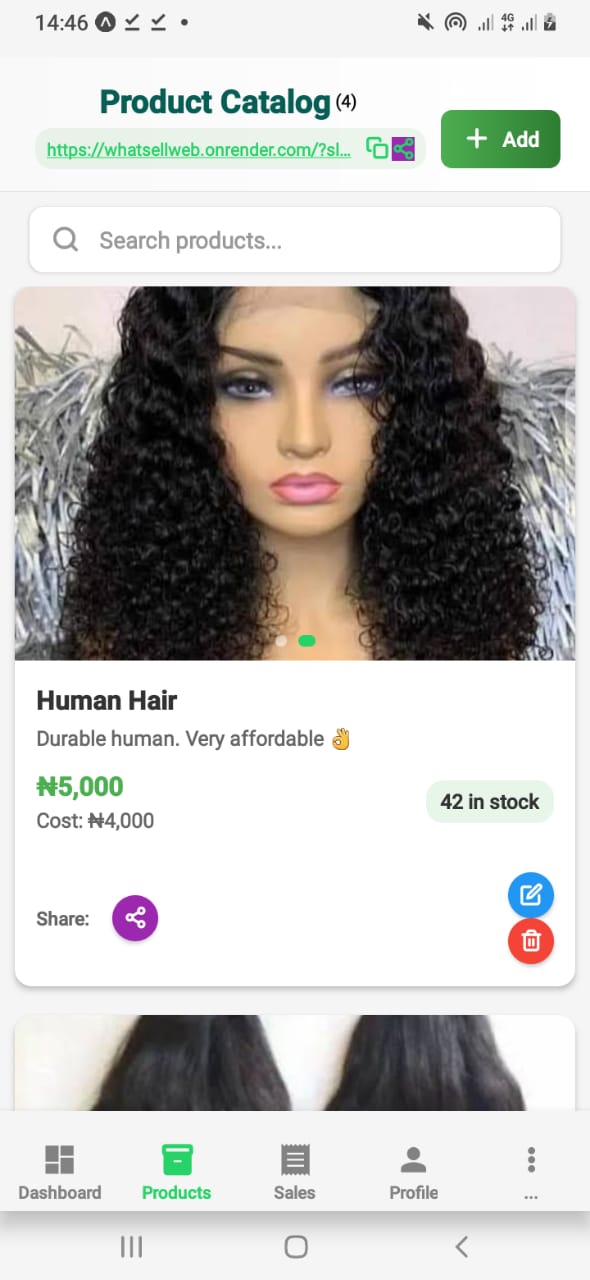 14:46
4G
Product Catalog (4)
https://whatsellweb.onrender.com/?sl...
Add
Search products...
Human Hair
Durable human. Very affordable 👌
₦5,000
Cost: ₦4,000
42 in stock
Share:
Dashboard
Products
Sales
Profile
...